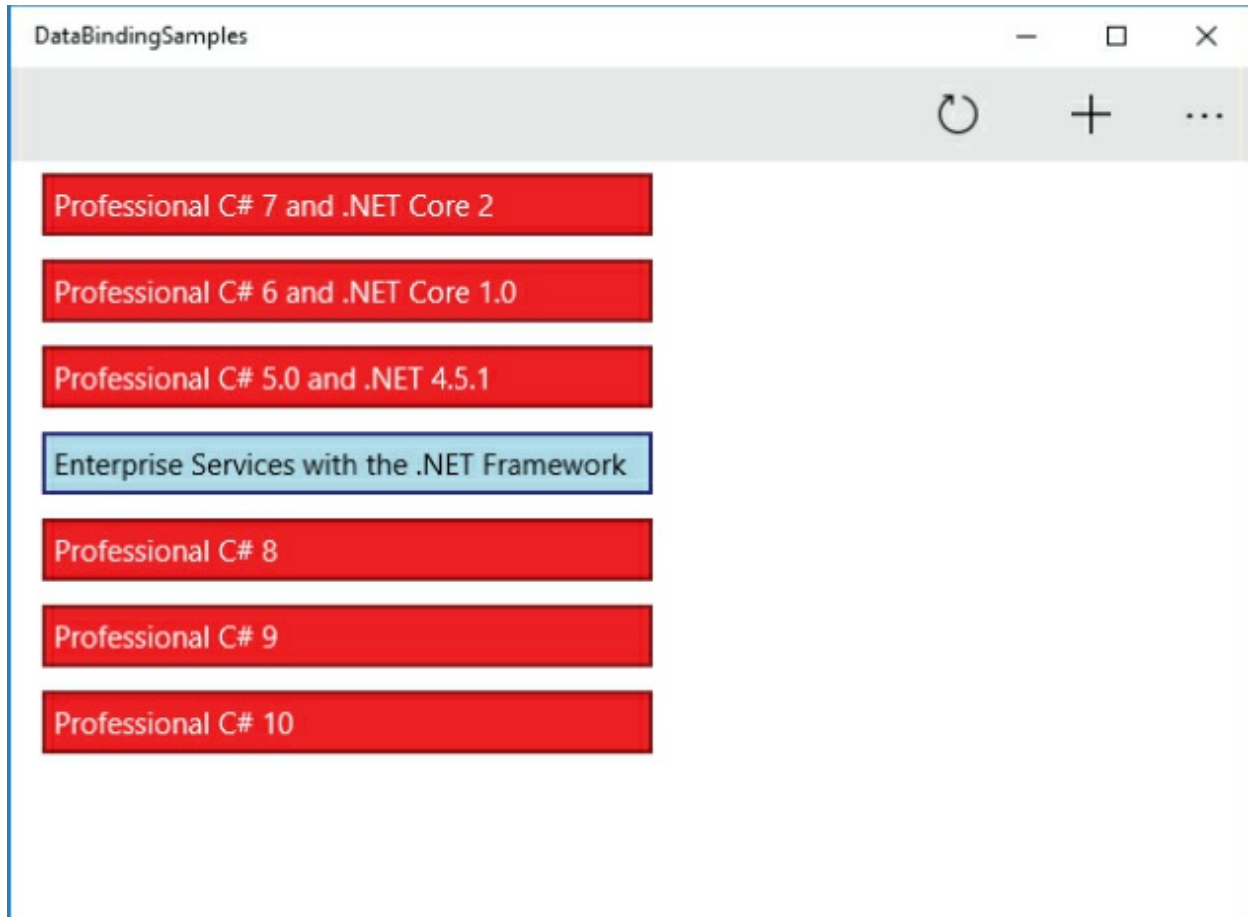 DataBindingSamples
Professional C# 7 and .NET Core 2
Professional C# 6 and .NET Core 1.0
Professional C# 5.0 and .NET 4.5.1
Enterprise Services with the .NET Framework
Professional C# 8
Professional C# 9
Professional C# 10